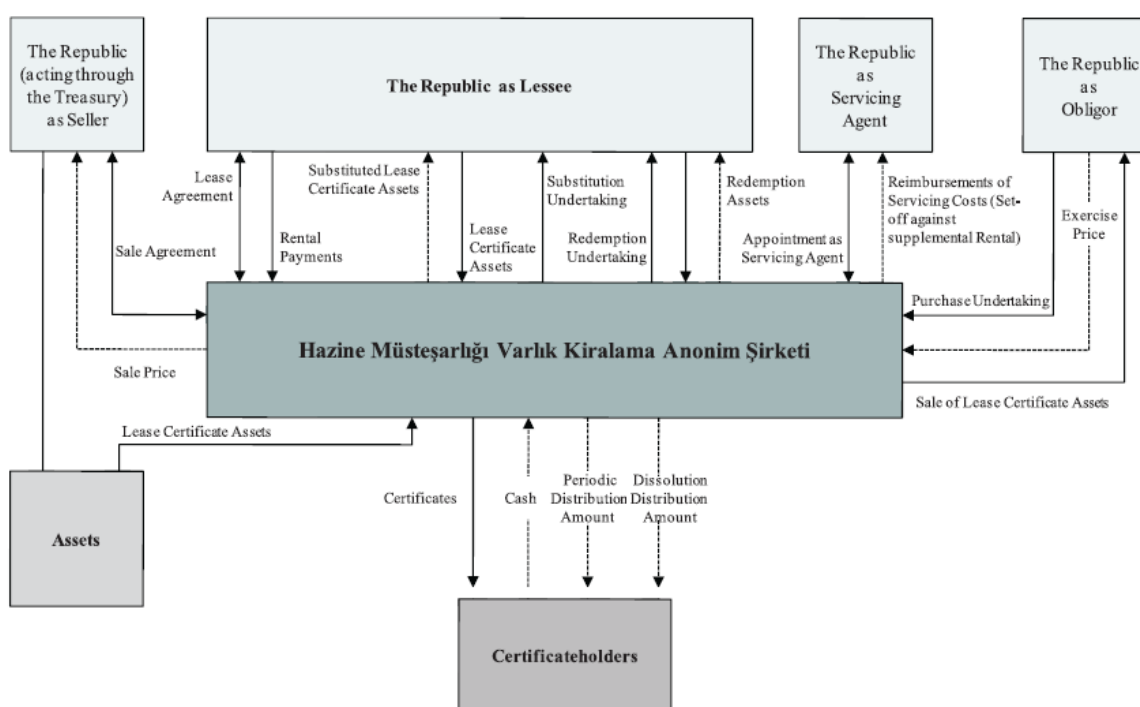 The Republic
(acting through
the Treasury)
as Seller
The Republic as Lessee
The Republic
as
Servicing
Agent
The Republic
as
Obligor
Lease
Agreement
Substituted Lease
Certificate Assets
Substitution
Undertaking
Redemption
Assets
Reimbursements of
Servicing Costs (Set-
off against
supplemental Rental)
Exercise
Price
Sale Agreement
Rental
Payments
Lease
Certificate
Assets
Redemption
Undertaking
Appointment as
Servicing Agent
Purchase Undertaking
Hazine Müsteşarlığı Varlık Kiralama Anonim Şirketi
Sale Price
Sale of Lease Certificate Assets
Lease Certificate Assets
Certificates
Cash
Periodic
Distribution
Amount
Dissolution
Distribution
Amount
Assets
Certificateholders